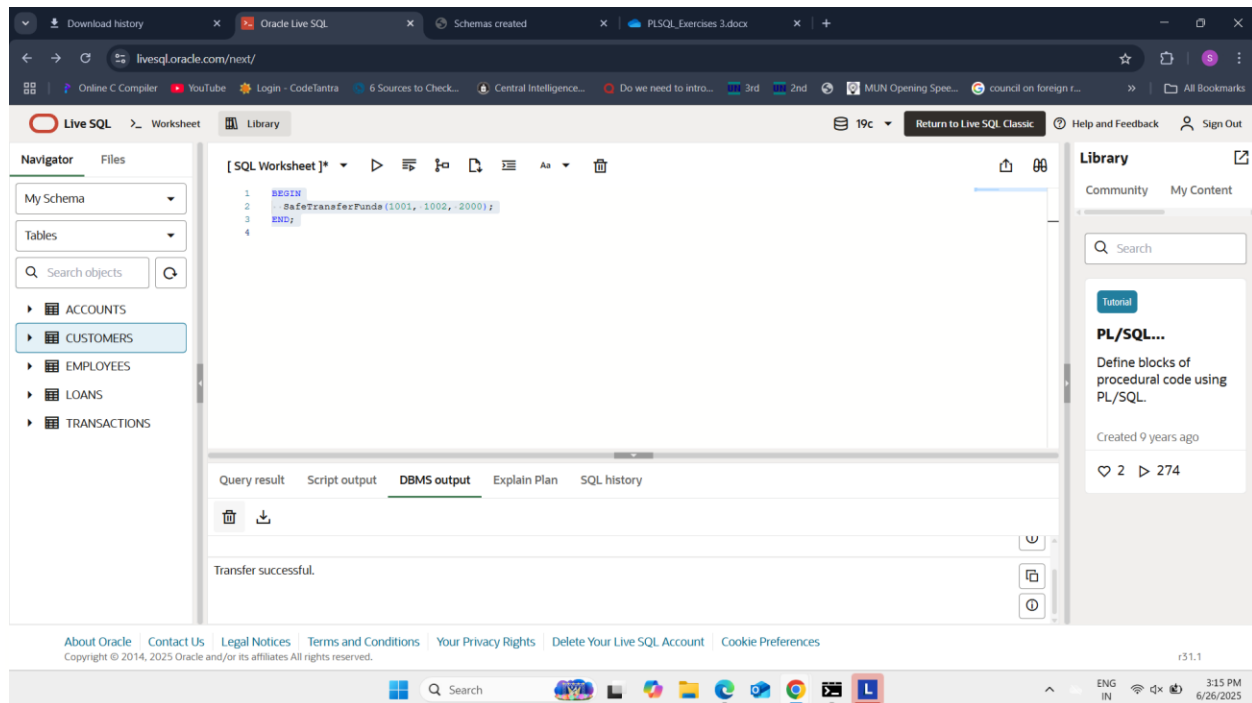 Download history
Oracle Live SQL
Schemas created
PLSQL_Exercises 3.docx
livesql.oracle.com/next/
Online C Compiler
YouTube
Login - CodeTantra
6 Sources to Check...
Central Intelligence...
Do we need to intro...
3rd
2nd
MUN Opening Spee...
council on foreign r...
»
All Bookmarks
S
Live SQL
>_ Worksheet
Library
19c
Return to Live SQL Classic
Help and Feedback
Sign Out
Navigator
Files
My Schema
Tables
Search objects
ACCOUNTS
CUSTOMERS
EMPLOYEES
LOANS
TRANSACTIONS
[ SQL Worksheet ]*
Aa
1 BEGIN
2 SafeTransferFunds(1001, 1002, 2000);
3 END;
4
Query result
Script output
DBMS output
Explain Plan
SQL history
Transfer successful.
Library
Community
My Content
Search
Tutorial
PL/SQL...
Define blocks of
procedural code using
PL/SQL.
Created 9 years ago
2
274
About Oracle
Contact Us
Legal Notices
Terms and Conditions
Your Privacy Rights
Delete Your Live SQL Account
Cookie Preferences
Copyright © 2014, 2025 Oracle and/or its affiliates All rights reserved.
r31.1
Search
L
ENG
IN
3:15 PM
6/26/2025